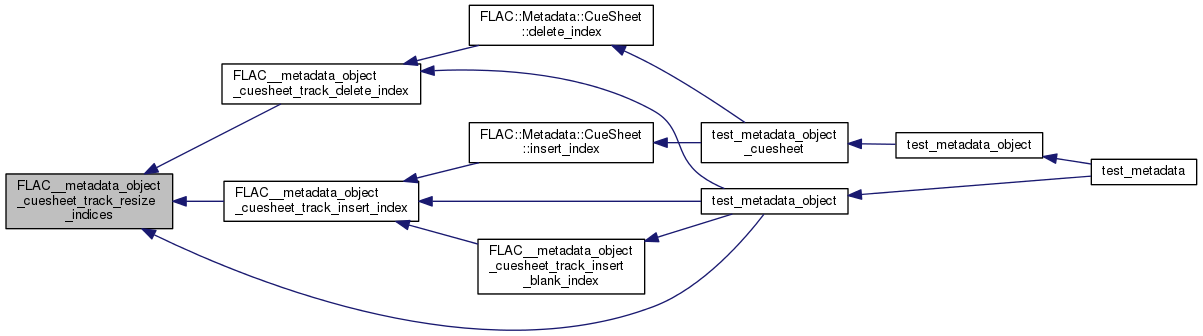 FLAC::Metadata::CueSheet
::delete_index
FLAC__metadata_object
_cuesheet_track_delete_index
FLAC::Metadata::CueSheet
::insert_index
test_metadata_object
_cuesheet
test_metadata_object
test_metadata
FLAC__metadata_object
_cuesheet_track_resize
_indices
FLAC__metadata_object
_cuesheet_track_insert_index
test_metadata_object
FLAC__metadata_object
_cuesheet_track_insert
_blank_index